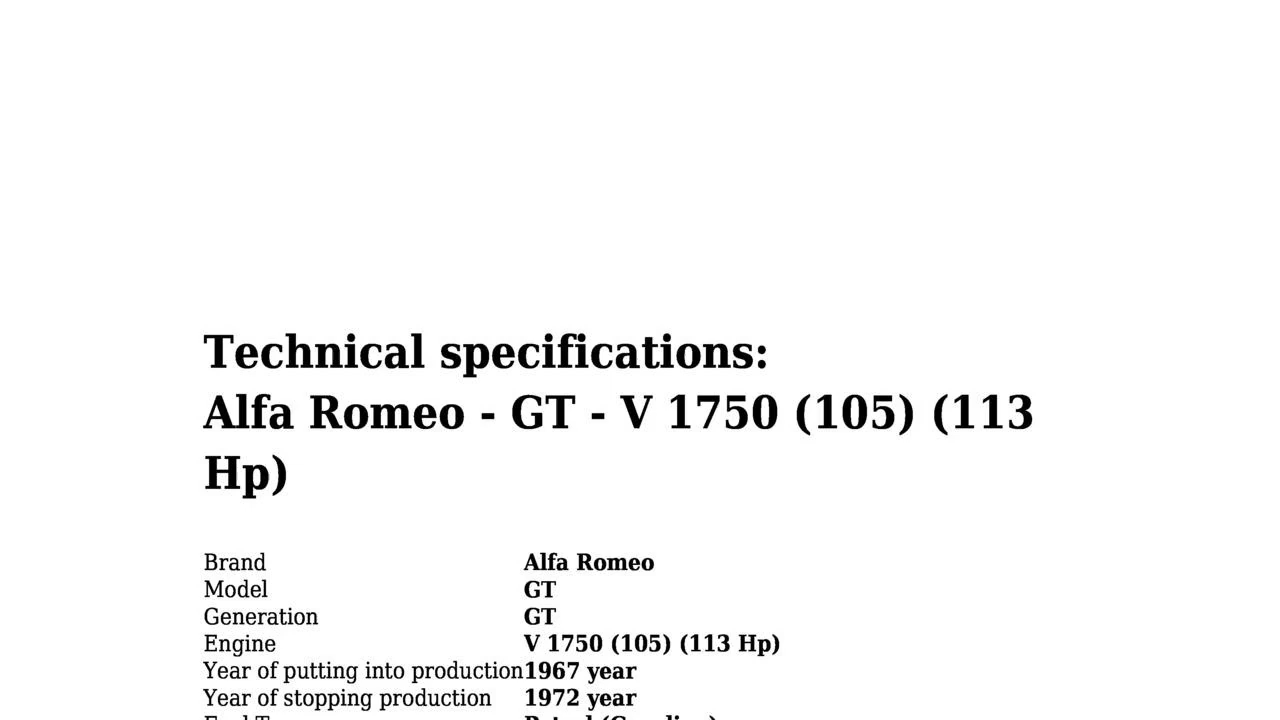 Technical specifications:
Alfa Romeo - GT - V 1750 (105) (113
Hp)
Brand Alfa Romeo
Model GT
Generation GT
Engine V 1750 (105) (113 Hp)
Year of putting into production 1967 year
Year of stopping production 1972 year